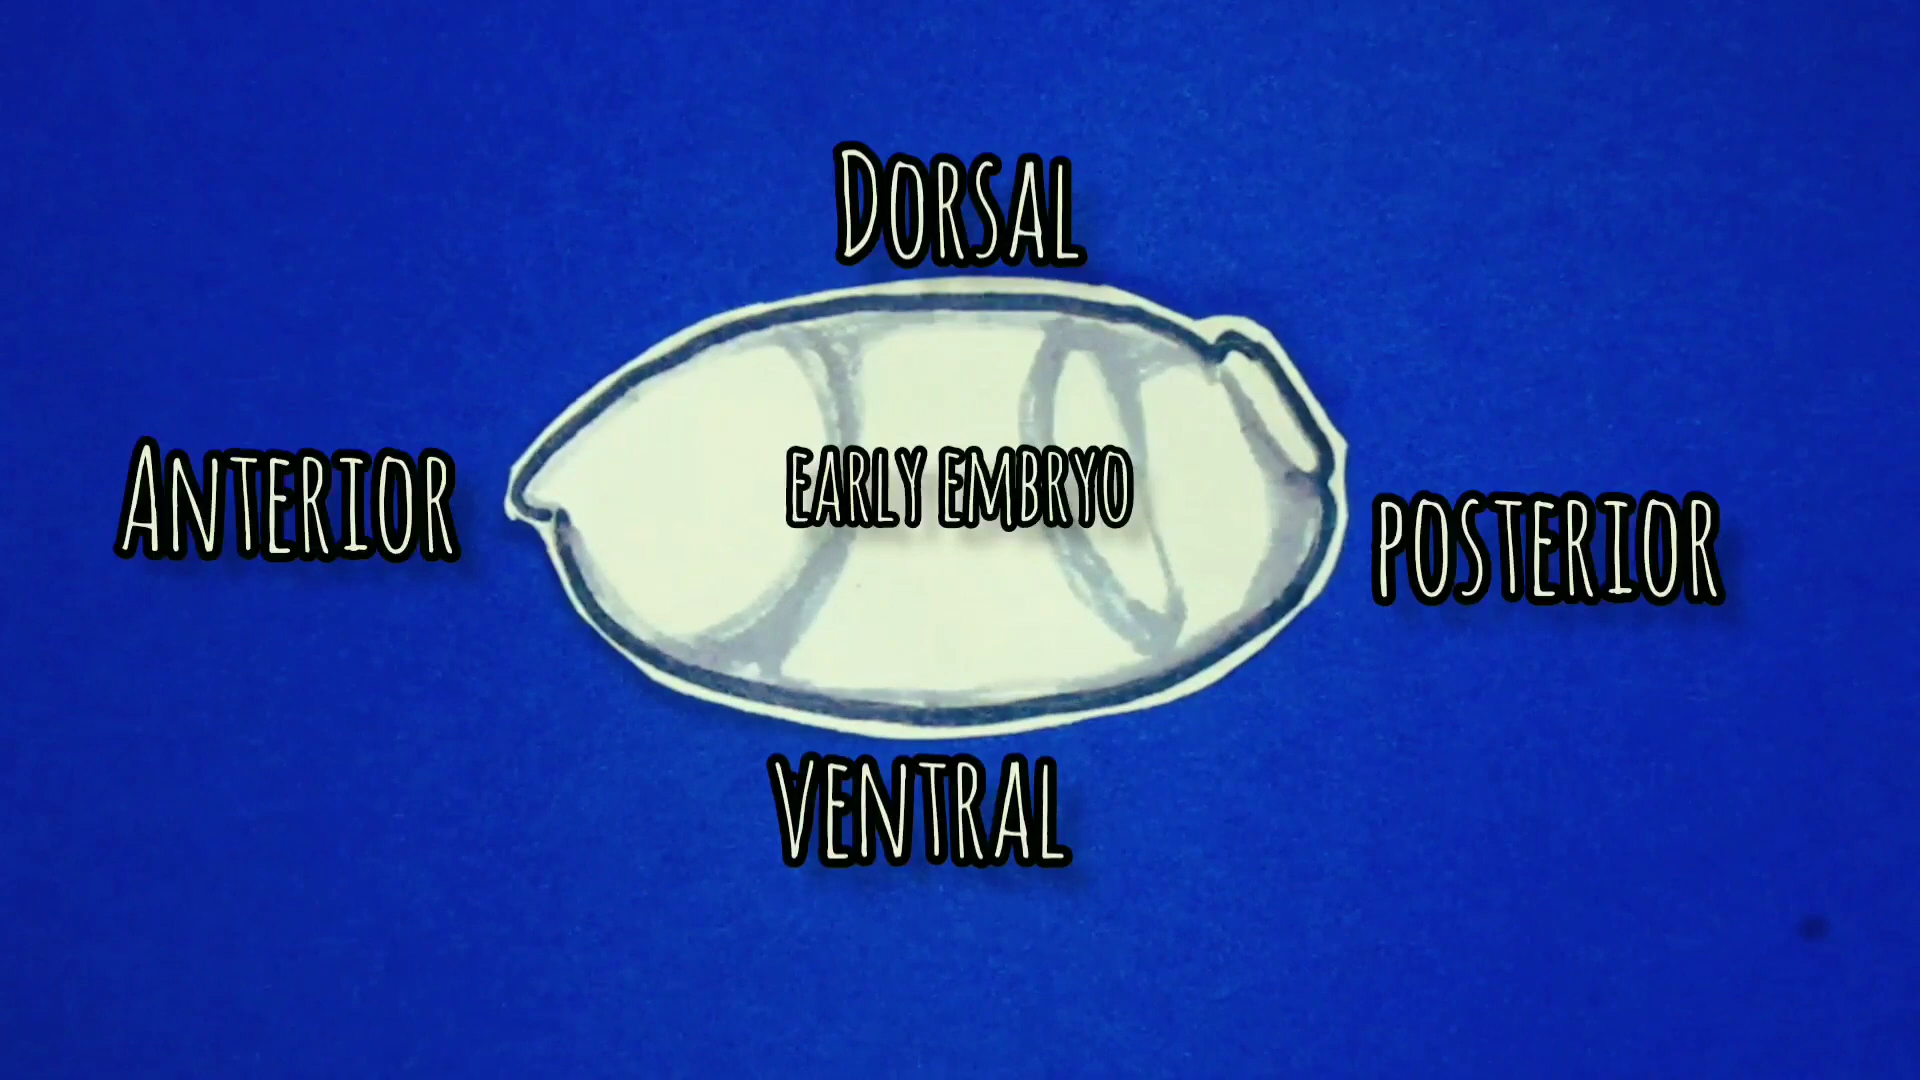 Dorsal
Anterior
early embryo
posterior
ventral